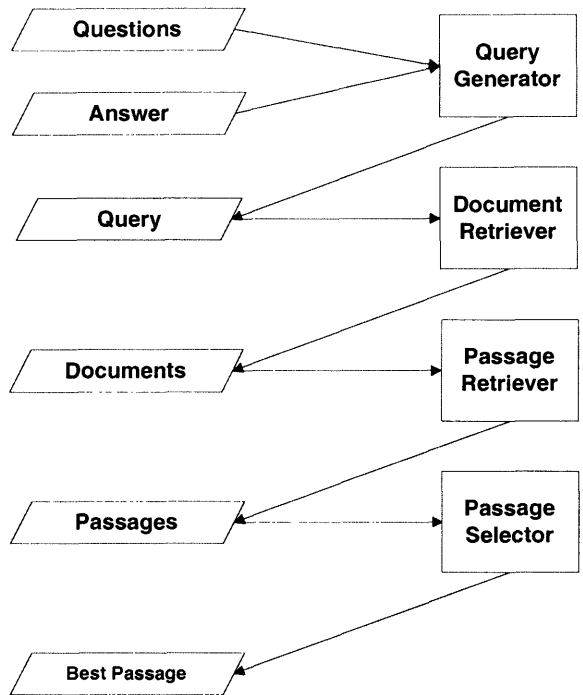 Questions
Query
Generator
Answer
Query
Document
Retriever
Documents
Passage
Retriever
Passages
Passage
Selector
Best Passage